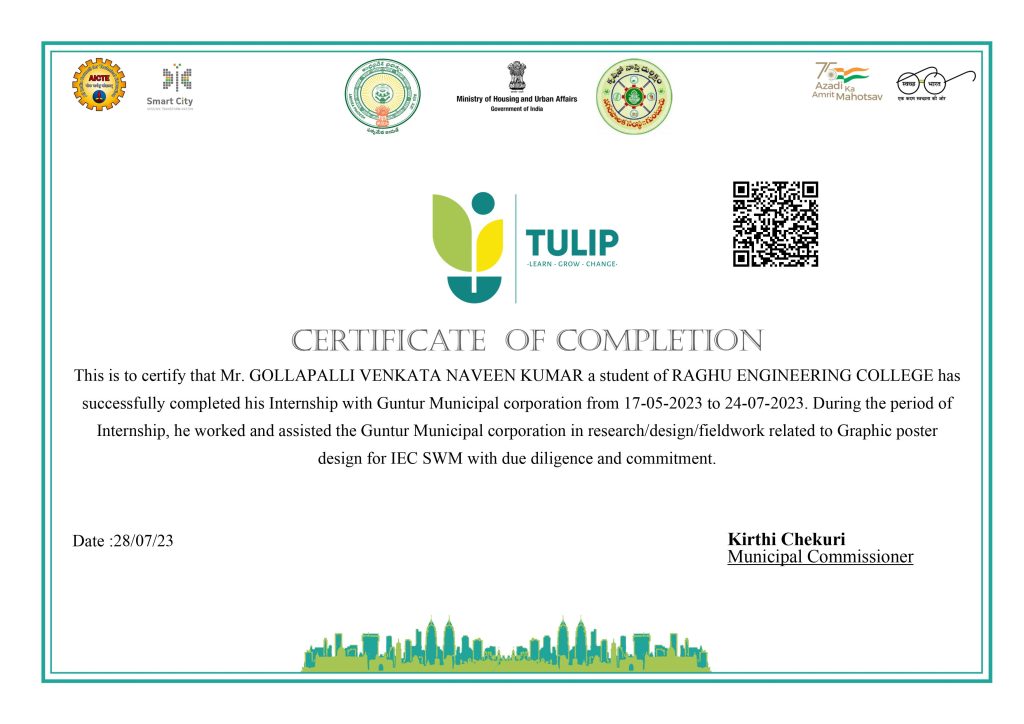 AICTE
Smart City
Ministry of Housing and Urban Affairs
Government of India
75
Azadi
Ka
Amrit Mahotsav
स्वच्छ भारत
एक कदम स्वच्छता की ओर
TULIP
-LEARN - GROW - CHANGE-
CERTIFICATE OF COMPLETION
This is to certify that Mr. GOLLAPALLI VENKATA NAVEEN KUMAR a student of RAGHU ENGINEERING COLLEGE has
successfully completed his Internship with Guntur Municipal corporation from 17-05-2023 to 24-07-2023. During the period of
Internship, he worked and assisted the Guntur Municipal corporation in research/design/fieldwork related to Graphic poster
design for IEC SWM with due diligence and commitment.
Date :28/07/23
Kirthi Chekuri
Municipal Commissioner